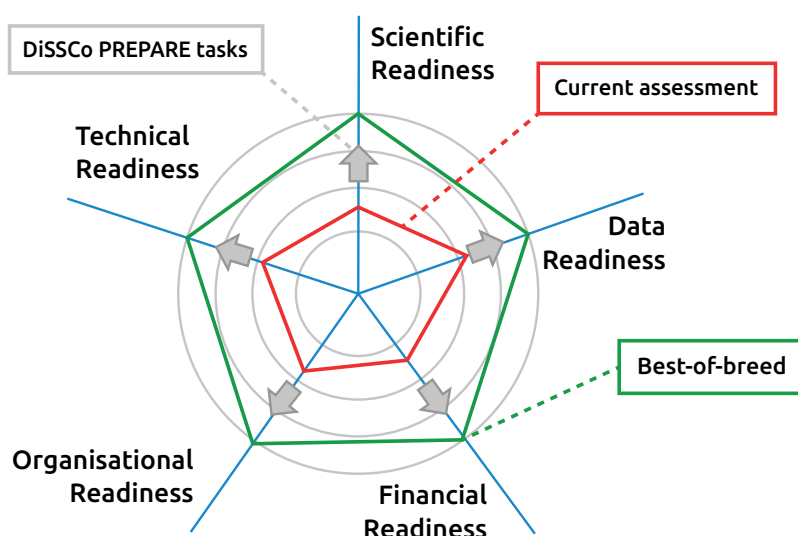 DiSSCo PREPARE tasks
Scientific
Readiness
Current assessment
Technical
Readiness
Data
Readiness
Best-of-breed
Organisational
Readiness
Financial
Readiness